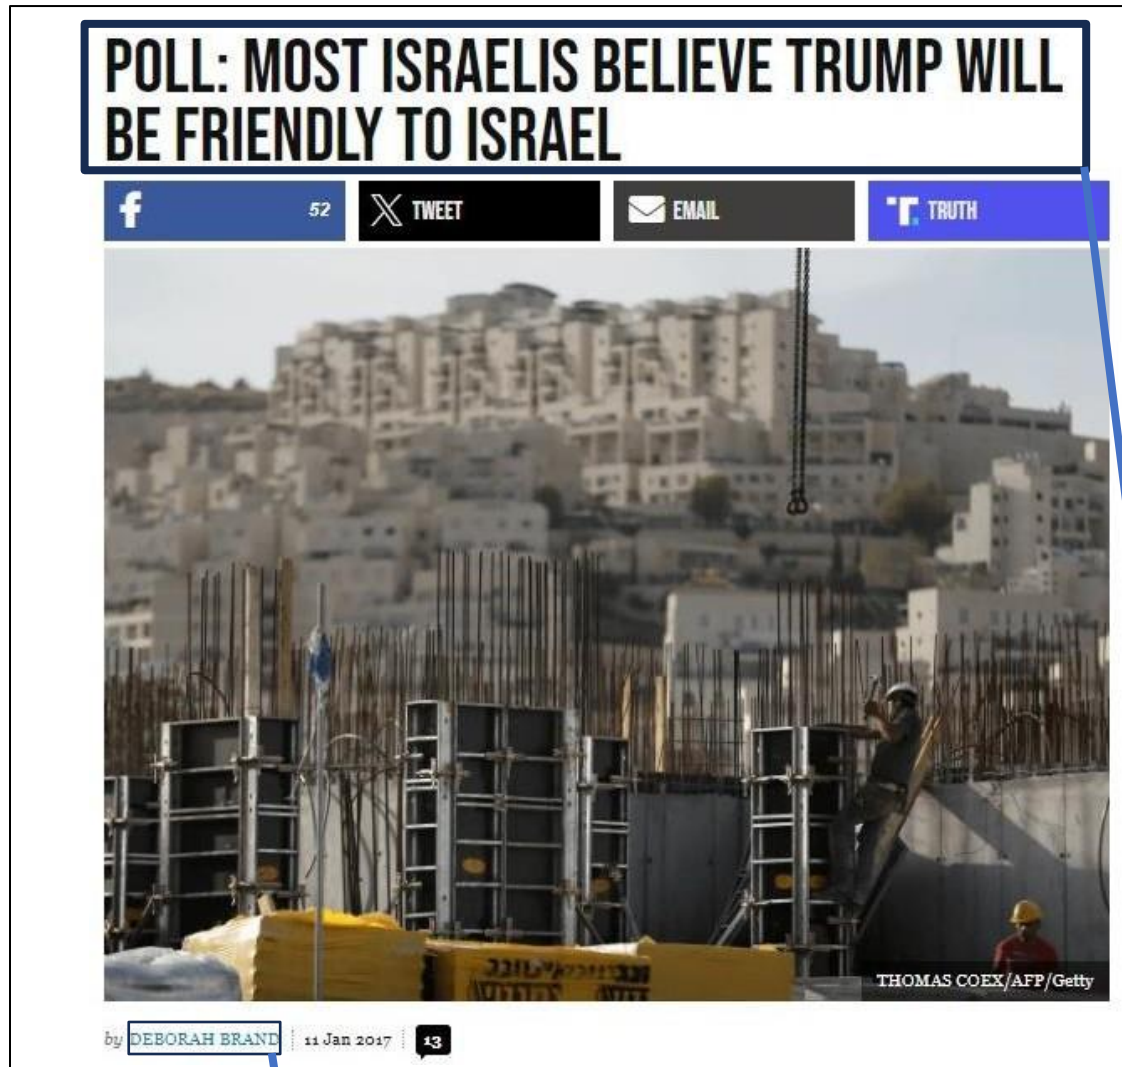 POLL: MOST ISRAELIS BELIEVE TRUMP WILL
BE FRIENDLY TO ISRAEL
f 52 X TWEET EMAIL T TRUTH
THOMAS COEX/AFP/Getty
by DEBORAH BRAND 11 Jan 2017 13